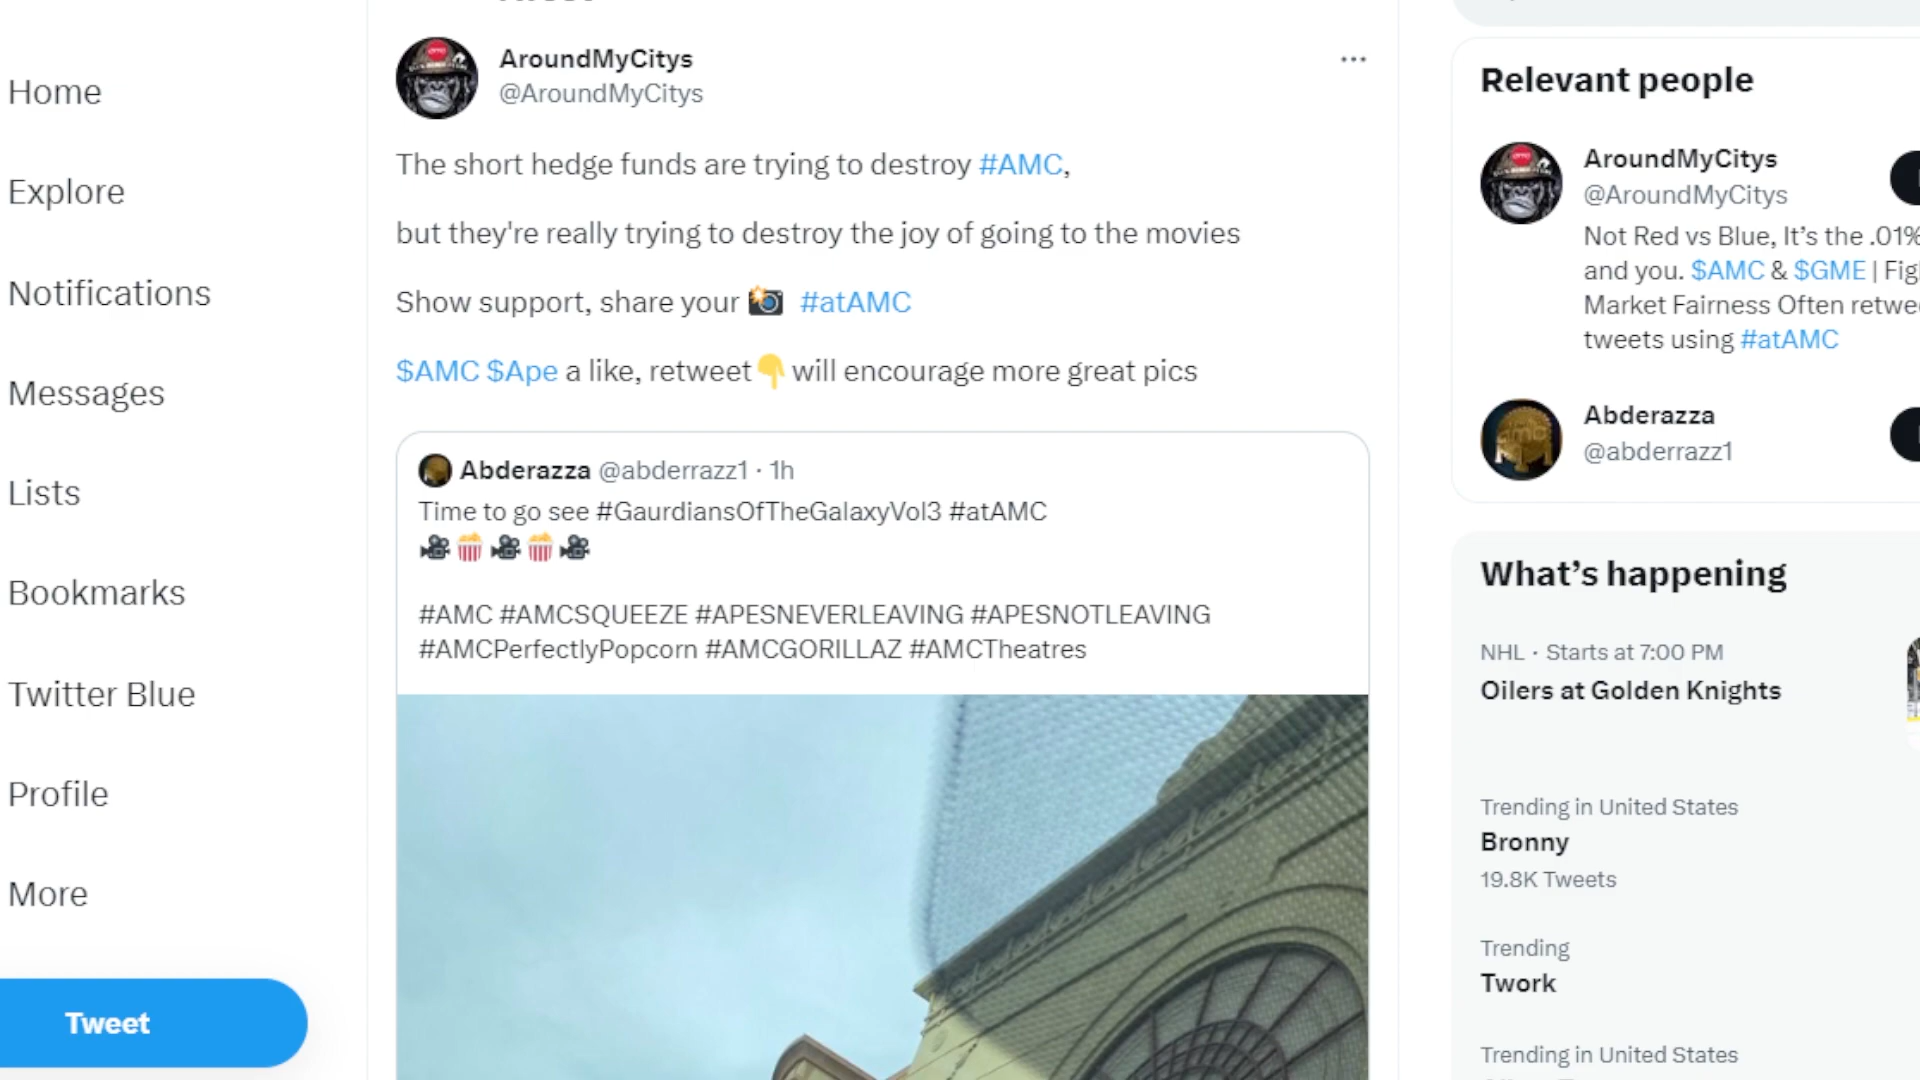 Home
Explore
Notifications
Messages
Lists
Bookmarks
Twitter Blue
Profile
More
Tweet
AroundMyCitys
@AroundMyCitys
The short hedge funds are trying to destroy #AMC,
but they're really trying to destroy the joy of going to the movies
Show support, share your 📸 #atAMC
$AMC $Ape a like, retweet👇will encourage more great pics
Abderazza @abderrazz1 · 1h
Time to go see #GaurdiansOfTheGalaxyVol3 #atAMC
🎥🍿🎥🍿🎥
#AMC #AMCSQUEEZE #APESNEVERLEAVING #APESNOTLEAVING
#AMCPerfectlyPopcorn #AMCGORILLAZ #AMCTheatres
Relevant people
AroundMyCitys
@AroundMyCitys
Not Red vs Blue, It’s the .01%
and you. $AMC & $GME |
Market Fairness Often
tweets using #atAMC
Abderazza
@abderrazz1
What’s happening
NHL · Starts at 7:00 PM
Oilers at Golden Knights
Trending in United States
Bronny
19.8K Tweets
Trending
Twork
Trending in United States